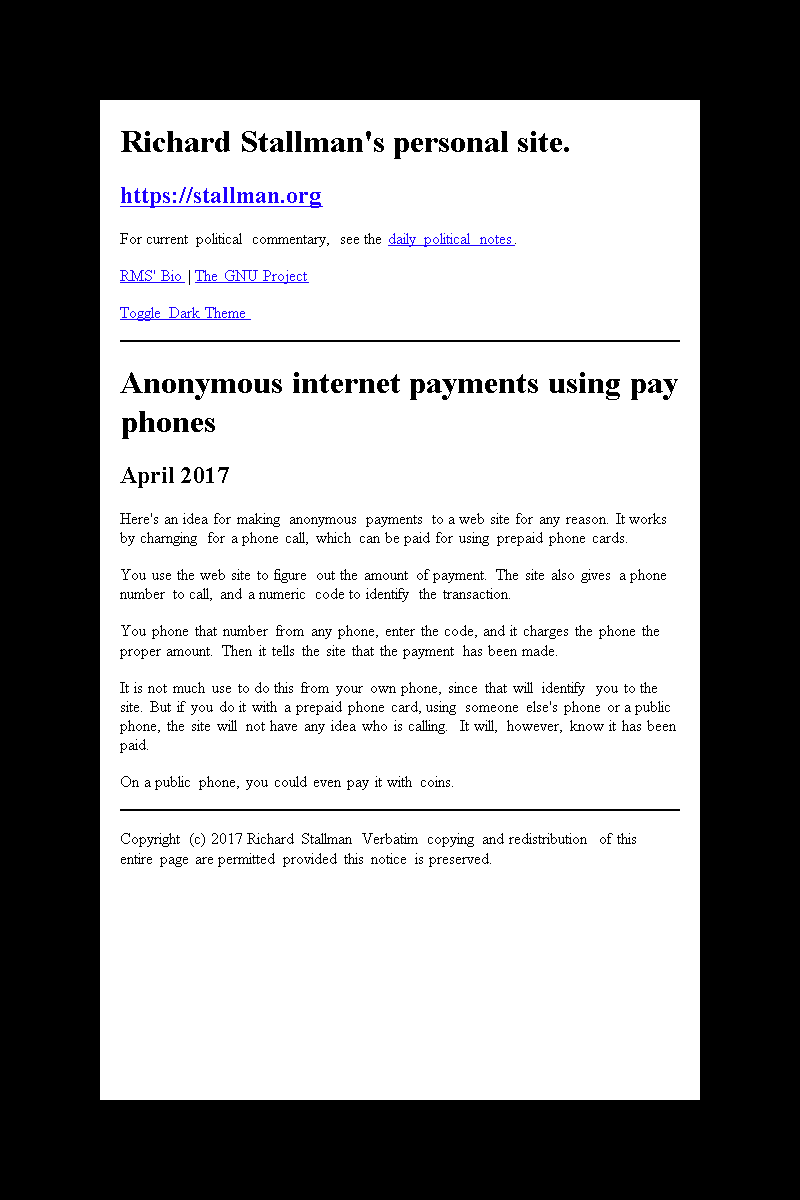 Richard Stallman's personal site.
https://stallman.org
For current political commentary, see the daily political notes.
RMS' Bio | The GNU Project
Toggle Dark Theme
Anonymous internet payments using pay
phones
April 2017
Here's an idea for making anonymous payments to a web site for any reason. It works
by charnging for a phone call, which can be paid for using prepaid phone cards.
You use the web site to figure out the amount of payment. The site also gives a phone
number to call, and a numeric code to identify the transaction.
You phone that number from any phone, enter the code, and it charges the phone the
proper amount. Then it tells the site that the payment has been made.
It is not much use to do this from your own phone, since that will identify you to the
site. But if you do it with a prepaid phone card, using someone else's phone or a public
phone, the site will not have any idea who is calling. It will, however, know it has been
paid.
On a public phone, you could even pay it with coins.
Copyright (c) 2017 Richard Stallman Verbatim copying and redistribution of this
entire page are permitted provided this notice is preserved.